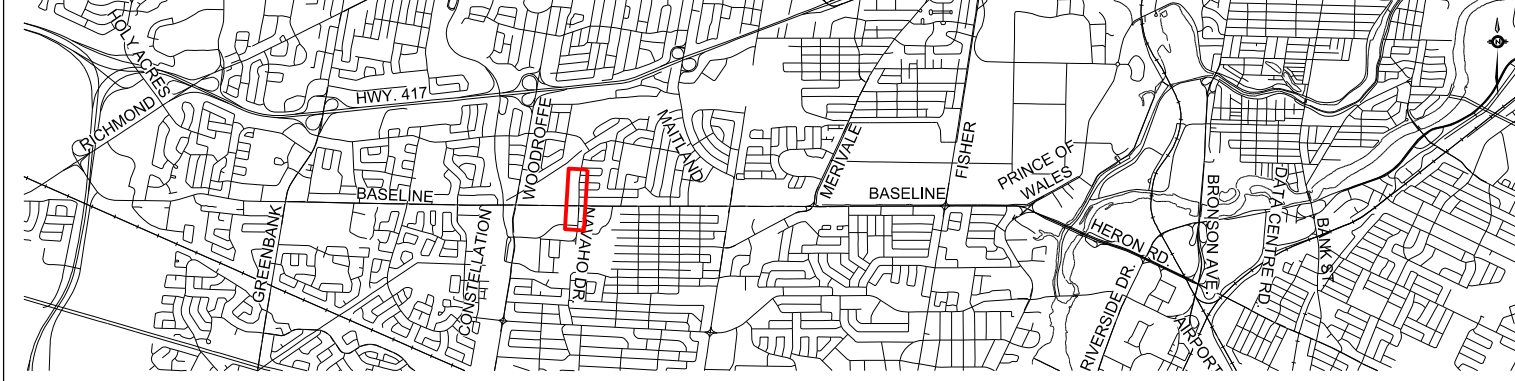 HOLY ACRES
RICHMOND
HWY. 417
WOODROFFE
MAITLAND
MERIVALE
FISHER
PRINCE OF
WALES
BASELINE
BASELINE
GREENBANK
CONSTELLATION
NAVAHO DR.
HERON RD.
RIVERSIDE DR.
AIRPORT
BRONSON AVE.
DATA CENTRE RD.
BANK ST.
N